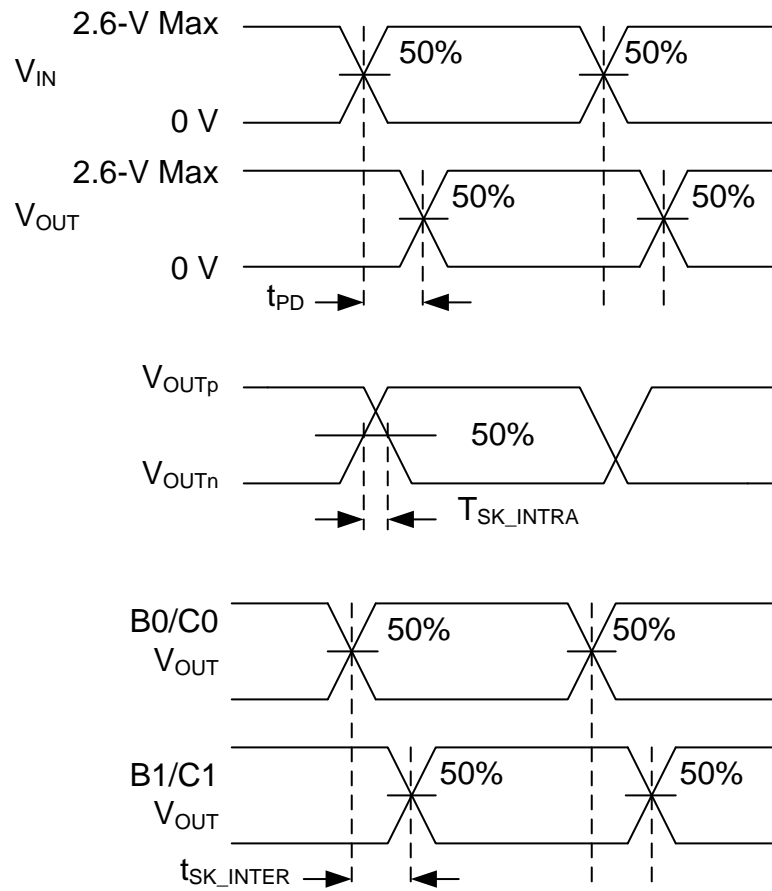 2.6-V Max
50%
50%
VIN
0 V
2.6-V Max
50%
50%
VOUT
0 V
tPD
VOUTp
50%
VOUTn
TSK_INTRA
B0/C0
50%
50%
VOUT
B1/C1
50%
50%
VOUT
tSK_INTER